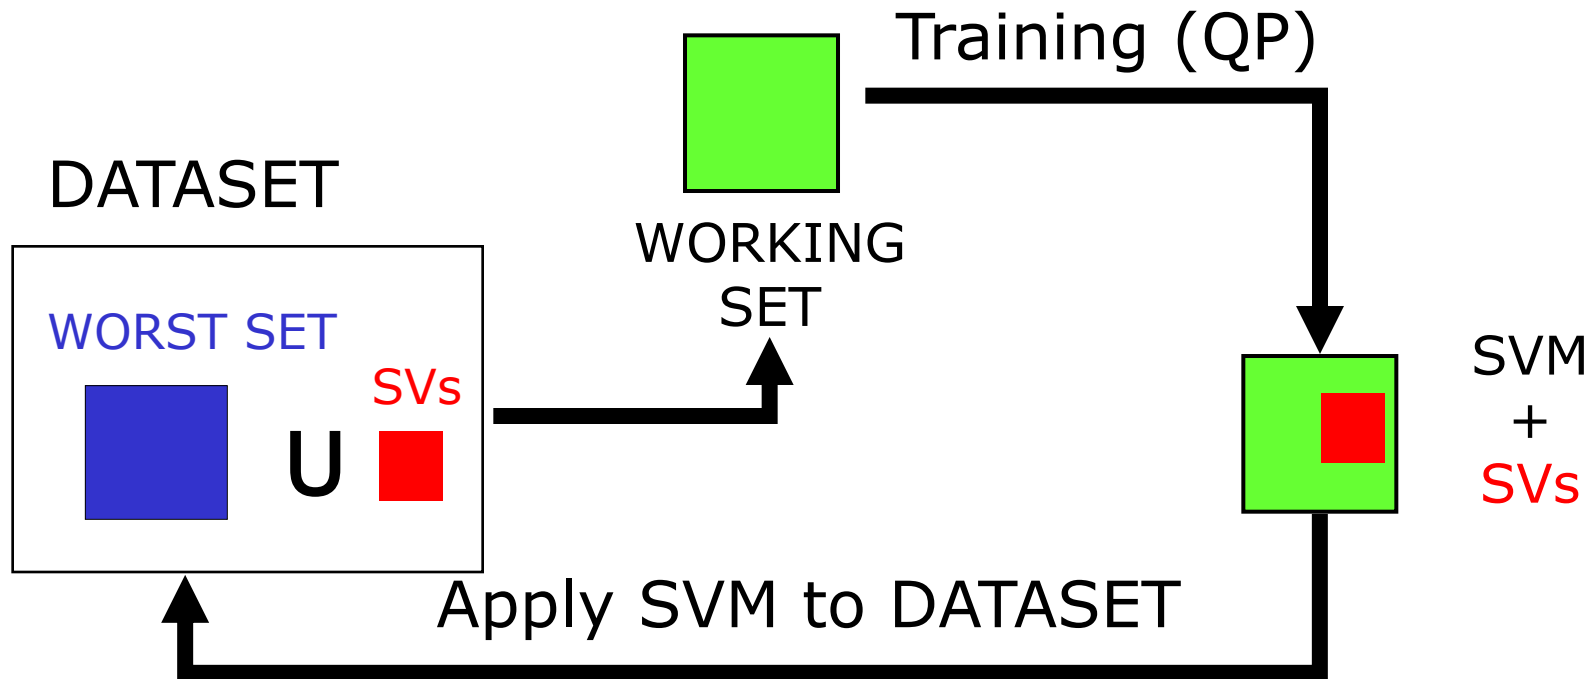 Training (QP)
DATASET
WORKING
SET
WORST SET
SVs
U
SVM
+
SVs
Apply SVM to DATASET